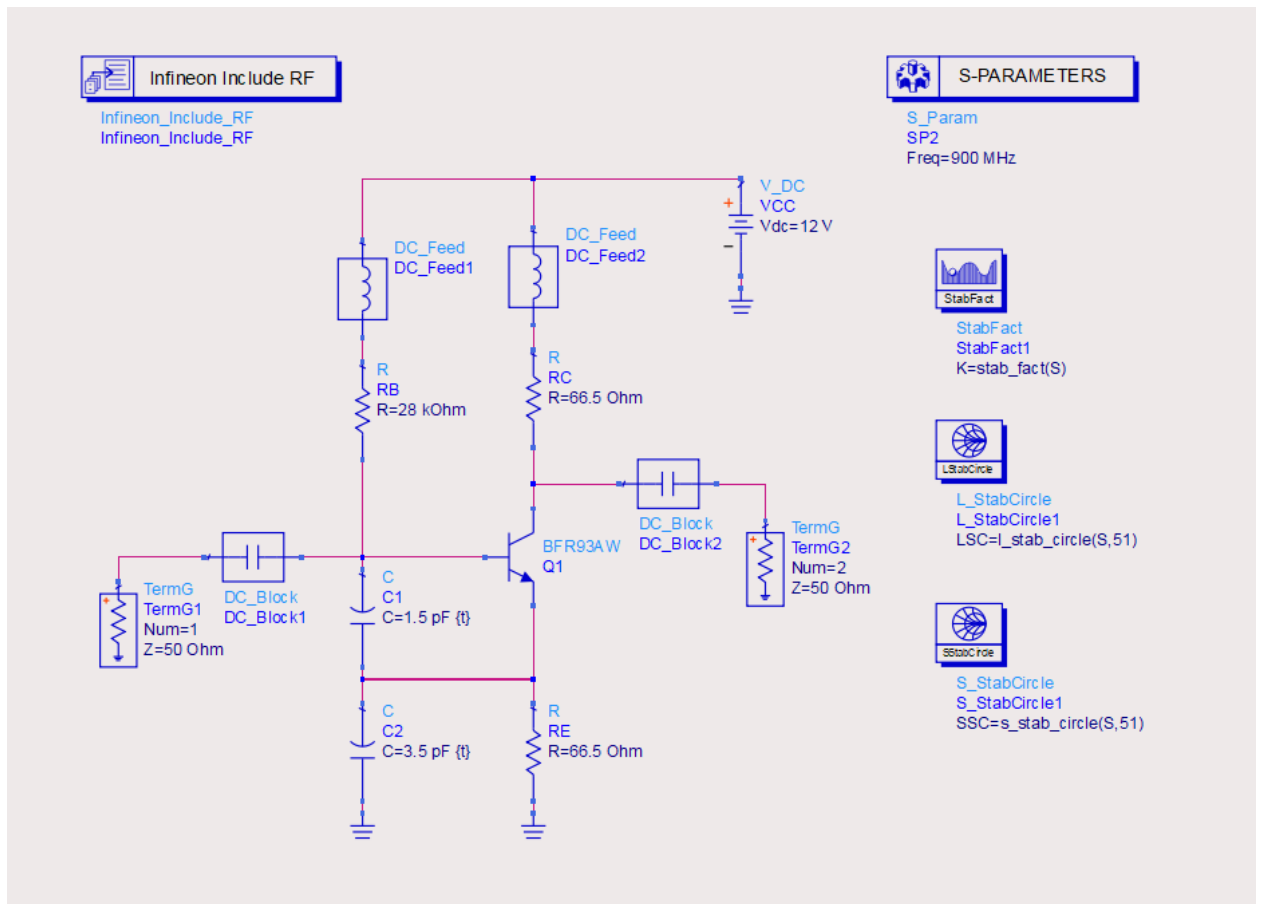 Infineon Include RF
Infineon_Include_RF
Infineon_Include_RF
S-PARAMETERS
S_Param
SP2
Freq=900 MHz
V_DC
VCC
Vdc=12 V
+
−
DC_Feed
DC_Feed1
DC_Feed
DC_Feed2
R
RB
R=28 kOhm
R
RC
R=66.5 Ohm
StabFact
StabFact
StabFact1
K=stab_fact(S)
DC_Block
DC_Block2
BFR93AW
Q1
+
TermG
TermG2
Num=2
Z=50 Ohm
+
TermG
TermG1
Num=1
Z=50 Ohm
DC_Block
DC_Block1
C
C1
C=1.5 pF {t}
LStabCircle
L_StabCircle
L_StabCircle1
LSC=l_stab_circle(S,51)
C
C2
C=3.5 pF {t}
R
RE
R=66.5 Ohm
SStabCircle
S_StabCircle
S_StabCircle1
SSC=s_stab_circle(S,51)